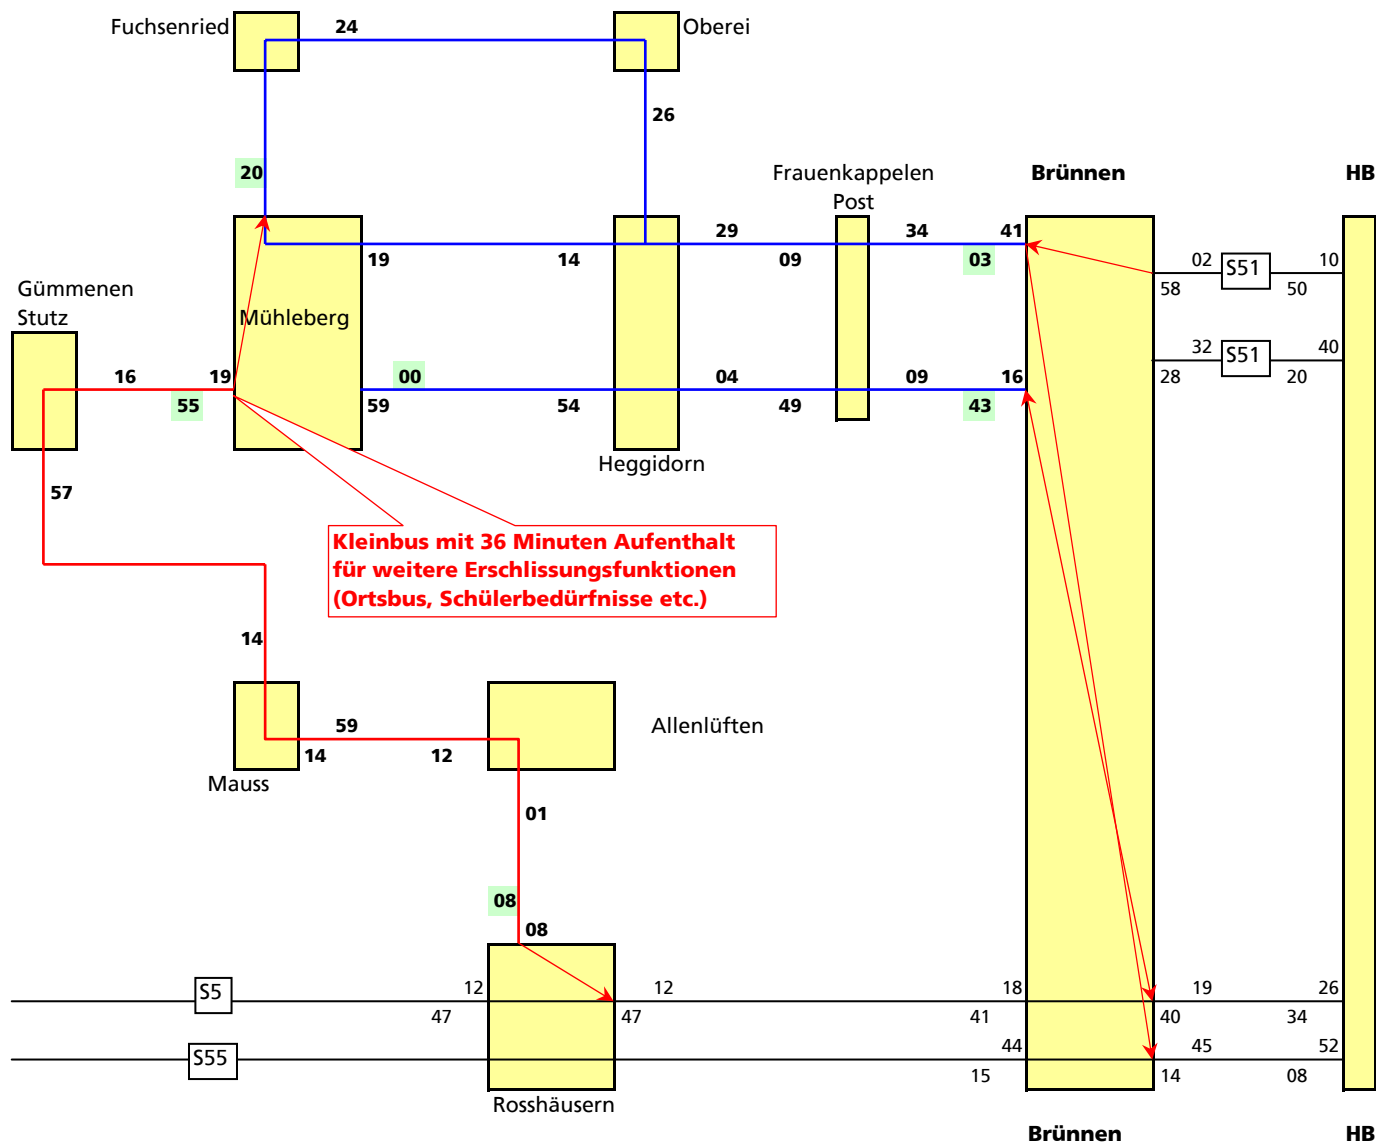 Fuchsenried 24 Oberei
26
20 Frauenkappelen Brünnen HB
Post
29 34 41
19 14 09 03 02 S51 10
58 50
Gümmenen
Stutz Mühleberg
32 S51 40
16 19 00 04 09 16 28 20
55 59 54 49 43
Heggidorn
57
Kleinbus mit 36 Minuten Aufenthalt
für weitere Erschlissungsfunktionen
(Ortsbus, Schülerbedürfnisse etc.)
14
59 Allenlüften
14 12
Mauss
01
08
08
S5 12 12 18 19 26
47 47 41 40 34
S55 44 45 52
15 14 08
Rosshäusern
Brünnen HB